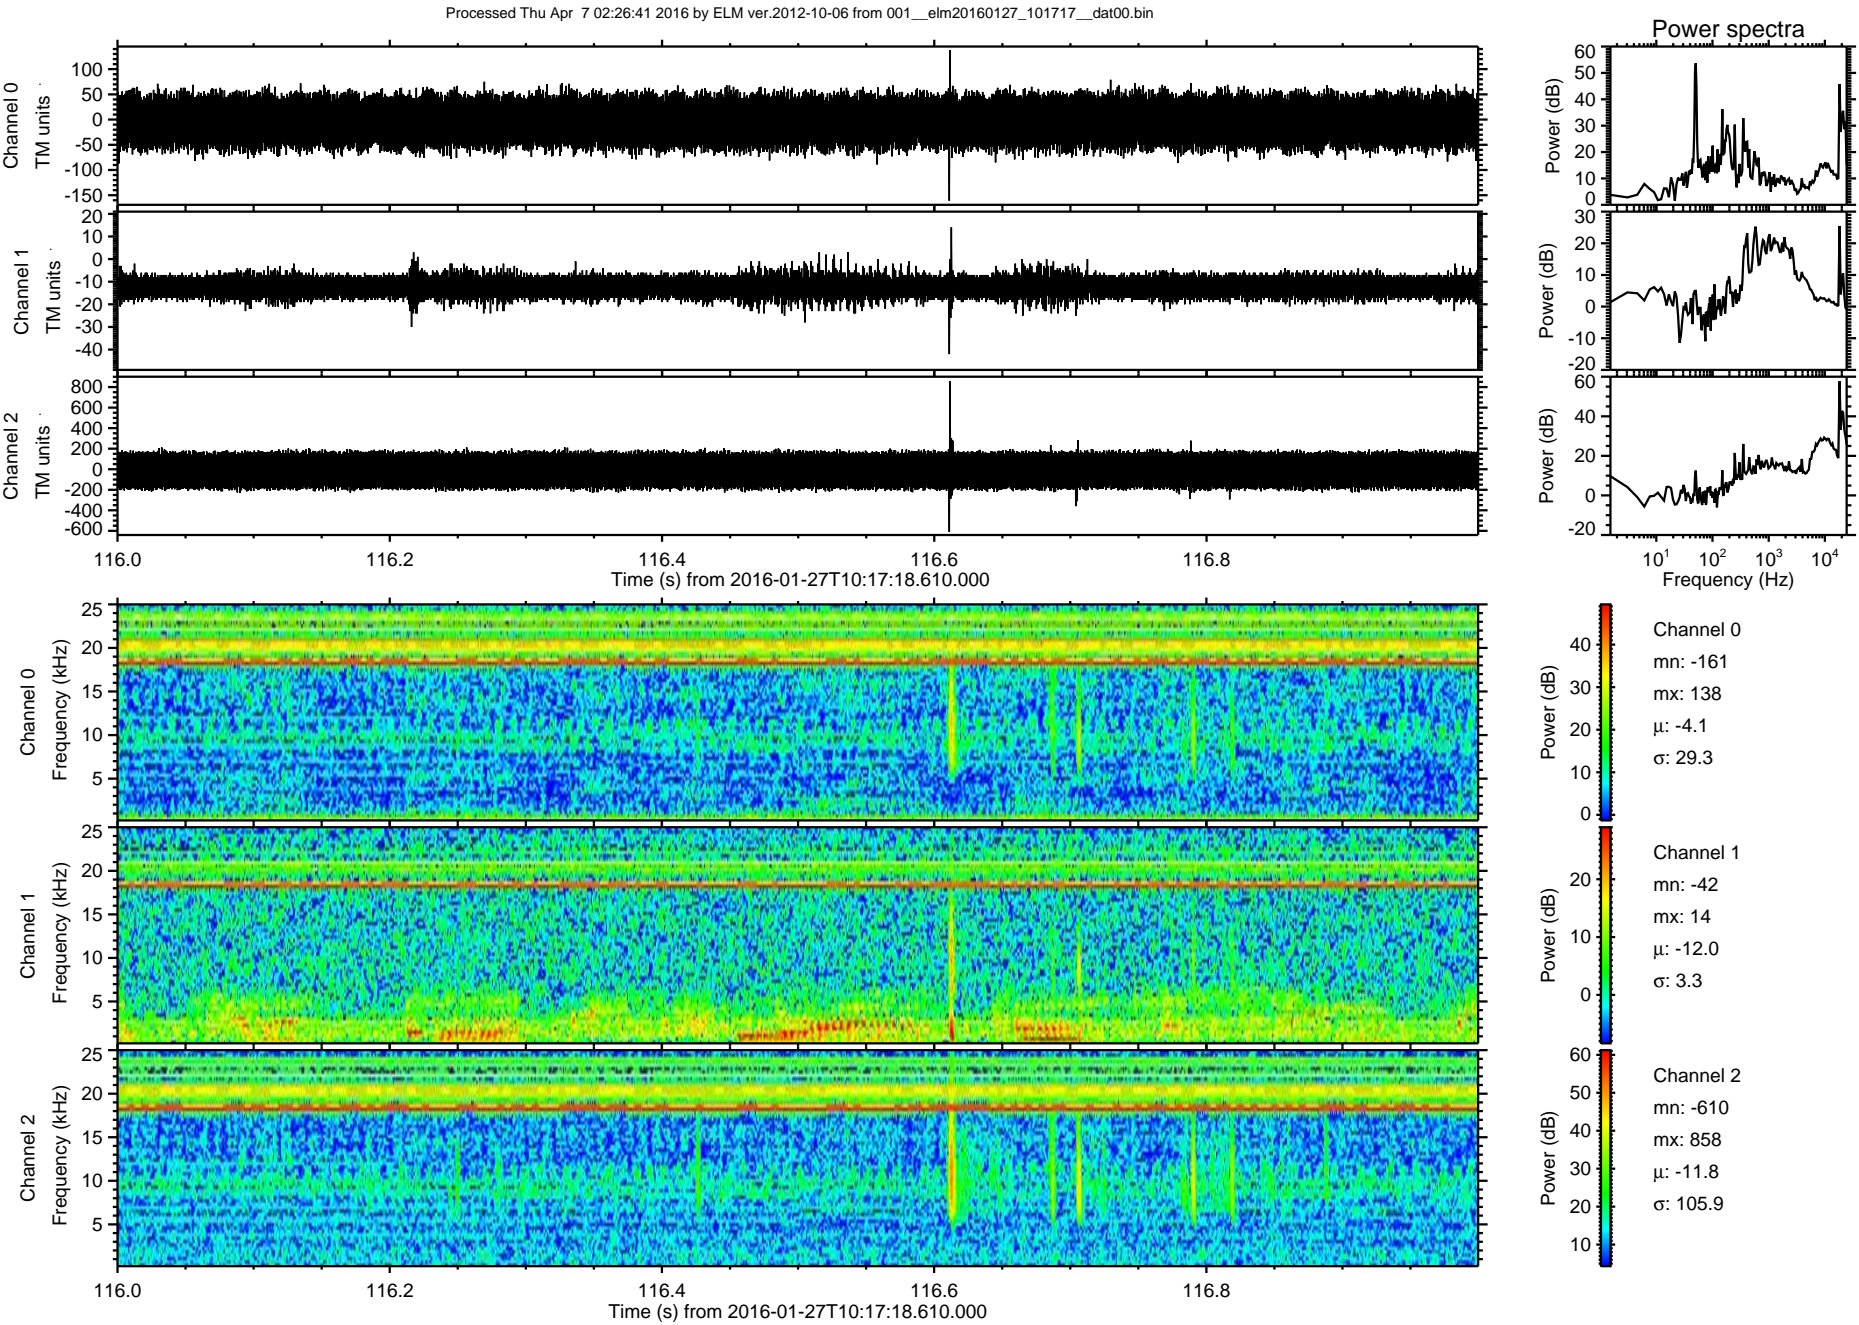 Processed Thu Apr  7 02:26:41 2016 by ELM ver.2012-10-06 from 001__elm20160127_101717__dat00.bin
Power spectra
Channel 0
TM units
100
50
0
-50
-100
-150
Power (dB)
60
50
40
30
20
10
0
Channel 1
TM units
20
10
0
-10
-20
-30
-40
Power (dB)
30
20
10
0
-10
-20
Channel 2
TM units
800
600
400
200
0
-200
-400
-600
Power (dB)
60
40
20
0
-20
116.0 116.2 116.4 116.6 116.8
Time (s) from 2016-01-27T10:17:18.610.000
10¹ 10² 10³ 10⁴
Frequency (Hz)
Channel 0
Frequency (kHz)
25
20
15
10
5
Power (dB)
40
30
20
10
0
Channel 0
mn: -161
mx: 138
μ: -4.1
σ: 29.3
Channel 1
Frequency (kHz)
25
20
15
10
5
Power (dB)
20
10
0
Channel 1
mn: -42
mx: 14
μ: -12.0
σ: 3.3
Channel 2
Frequency (kHz)
25
20
15
10
5
Power (dB)
60
50
40
30
20
10
Channel 2
mn: -610
mx: 858
μ: -11.8
σ: 105.9
116.0 116.2 116.4 116.6 116.8
Time (s) from 2016-01-27T10:17:18.610.000